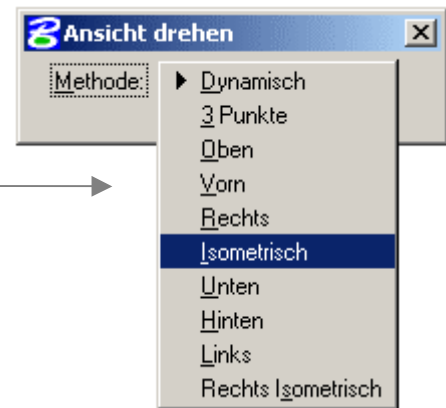 Ansicht drehen
Methode: Dynamisch
3 Punkte
Oben
Vorn
Rechts
Isometrisch
Unten
Hinten
Links
Rechts Isometrisch